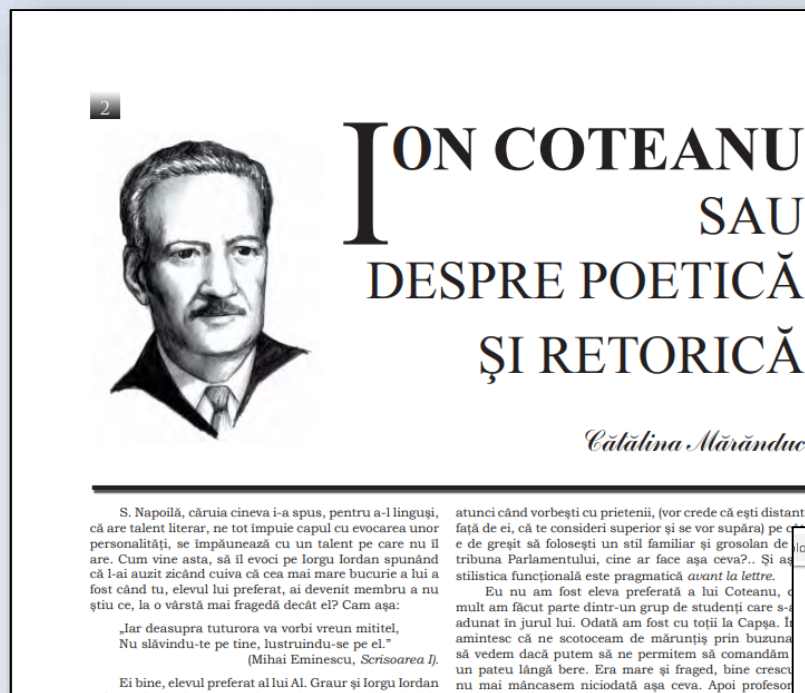 2
ION COTEANU
SAU
DESPRE POETICĂ
ŞI RETORICĂ
Cătălina Mărănduc
S. Napoilă, căruia cineva i-a spus, pentru a-l linguşi,
că are talent literar, ne tot împuie capul cu evocarea unor
personalităţi, se împăunează cu un talent pe care nu îl
are. Cum vine asta, să îl evoci pe Iorgu Iordan spunând
că l-ai auzit zicând cuiva că cea mai mare bucurie a lui a
fost când tu, elevul lui preferat, ai devenit membru a nu
ştiu ce, la o vârstă mai fragedă decât el? Cam aşa:
„Iar deasupra tuturora va vorbi vreun mititel,
Nu slăvindu-te pe tine, lustruindu-se pe el.”
(Mihai Eminescu, Scrisoarea I).
Ei bine, elevul preferat al lui Al. Graur şi Iorgu Iordan
atunci când vorbeşti cu prietenii, (vor crede că eşti distant
faţă de ei, că te consideri superior şi se vor supăra) pe
e de greşit să foloseşti un stil familiar şi grosolan de
tribuna Parlamentului, cine ar face aşa ceva?.. Şi
stilistica funcţională este pragmatică avant la lettre.
Eu nu am fost eleva preferată a lui Coteanu,
mult am făcut parte dintr-un grup de studenţi care
adunat în jurul lui. Odată am fost cu toţii la Capşa.
amintesc că ne scotoceam de mărunţiş prin
să vedem dacă putem să ne permitem să comandăm
un pateu lângă bere. Era mare şi fraged, bine
nu mai mâncasem niciodată aşa ceva. Apoi